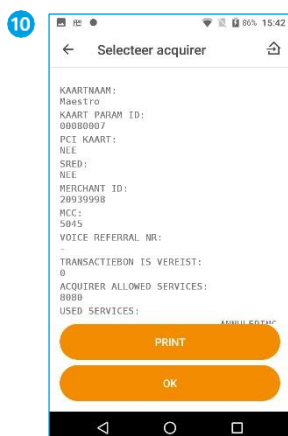 10
86% 15:42
Selecteer acquirer
KAARTNAAM:
Maestro
KAART PARAM ID:
00080007
PCI KAART:
NEE
SRED:
NEE
MERCHANT ID:
20939998
MCC:
5045
VOICE REFERRAL NR:
-
TRANSACTIEBON IS VEREIST:
0
ACQUIRER ALLOWED SERVICES:
8080
USED SERVICES:
PRINT
OK